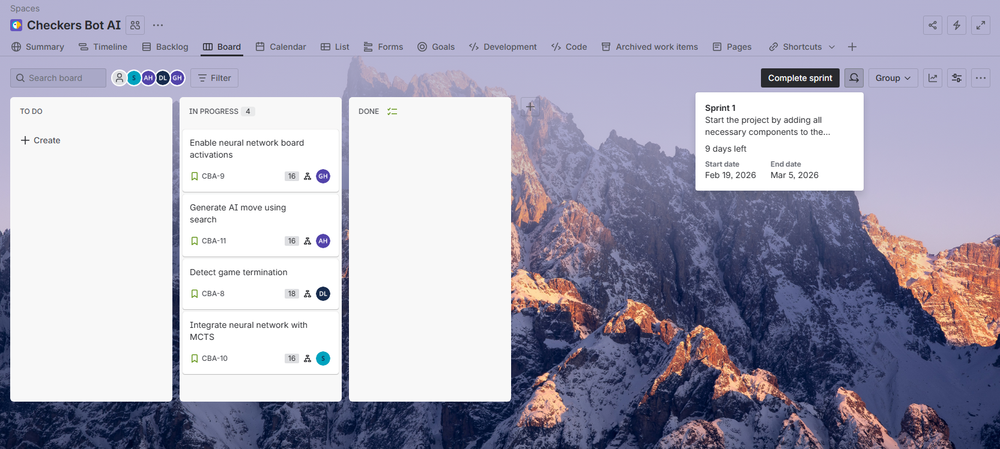 Spaces
Checkers Bot AI
Summary
Timeline
Backlog
Board
Calendar
List
Forms
Goals
Development
Code
Archived work items
Pages
Shortcuts
Search board
S
AH
DL
GH
Filter
Complete sprint
Group
Sprint 1
Start the project by adding all
necessary components to the...
9 days left
Start date
Feb 19, 2026
End date
Mar 5, 2026
TO DO
Create
IN PROGRESS 4
Enable neural network board
activations
CBA-9
16
GH
Generate AI move using
search
CBA-11
16
AH
Detect game termination
CBA-8
18
DL
Integrate neural network with
MCTS
CBA-10
16
S
DONE